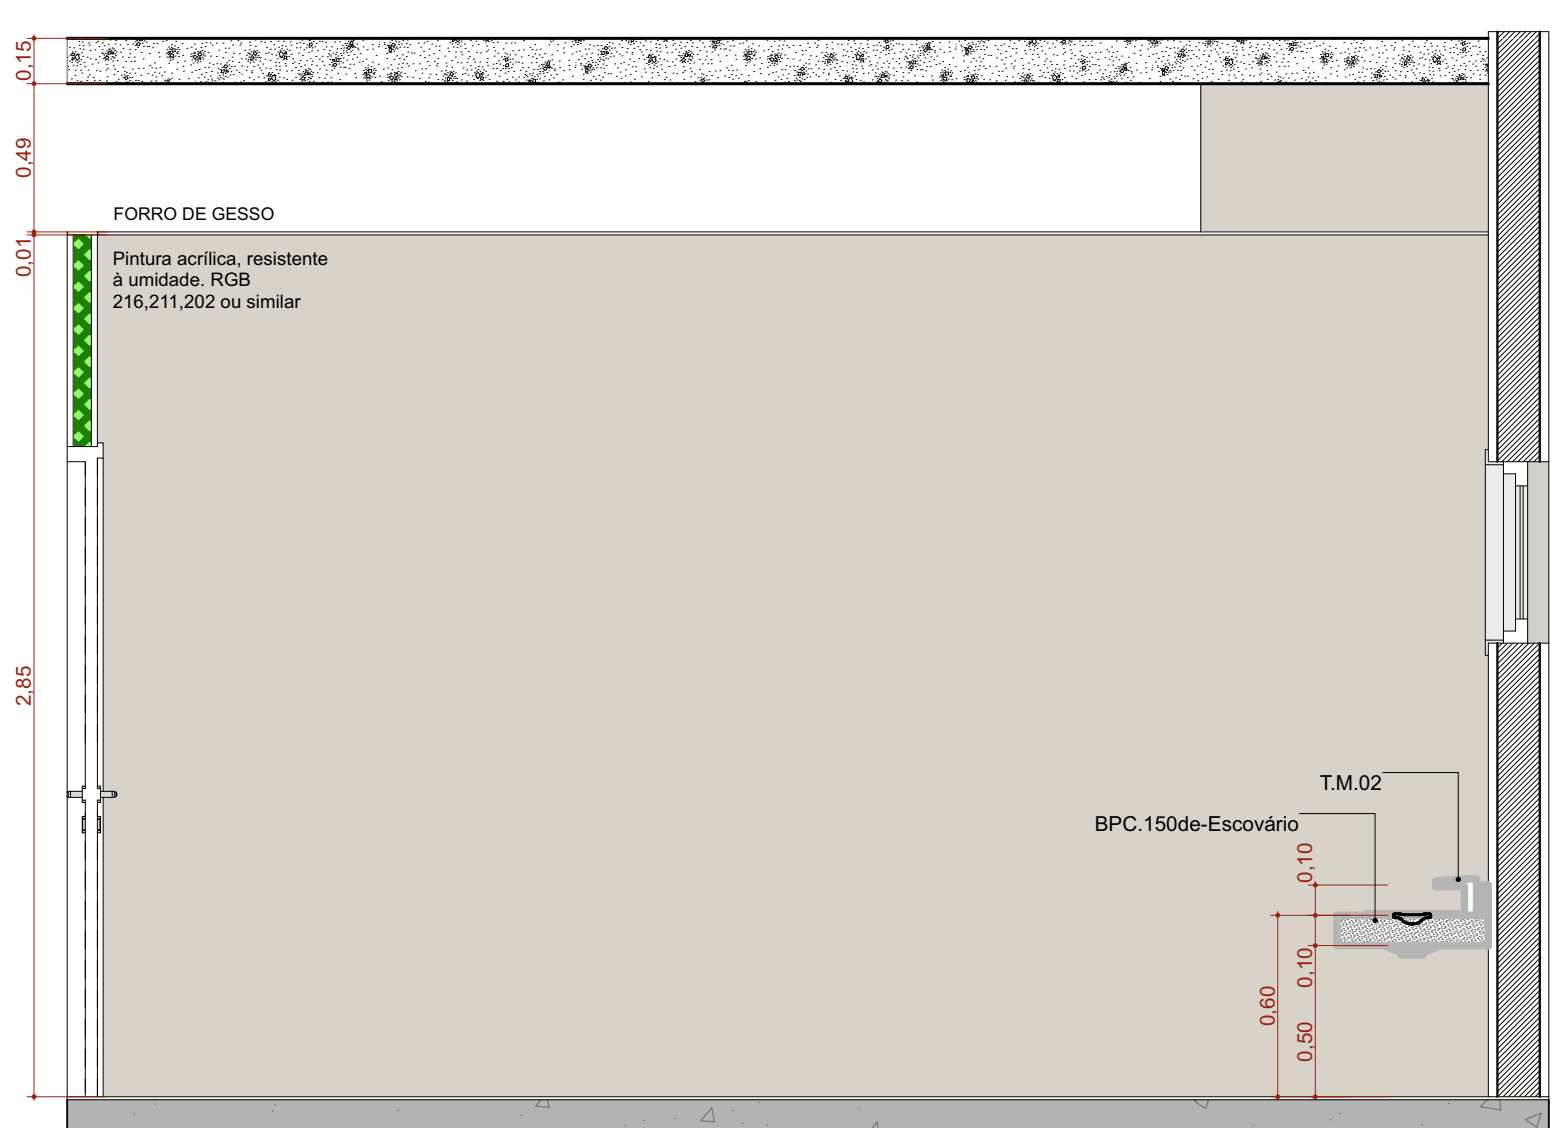 0,15
0,49
FORRO DE GESSO
0,01
Pintura acrílica, resistente
à umidade. RGB
216,211,202 ou similar
2,85
T.M.02
BPC.150de-Escovário
0,10
0,10
0,60
0,50